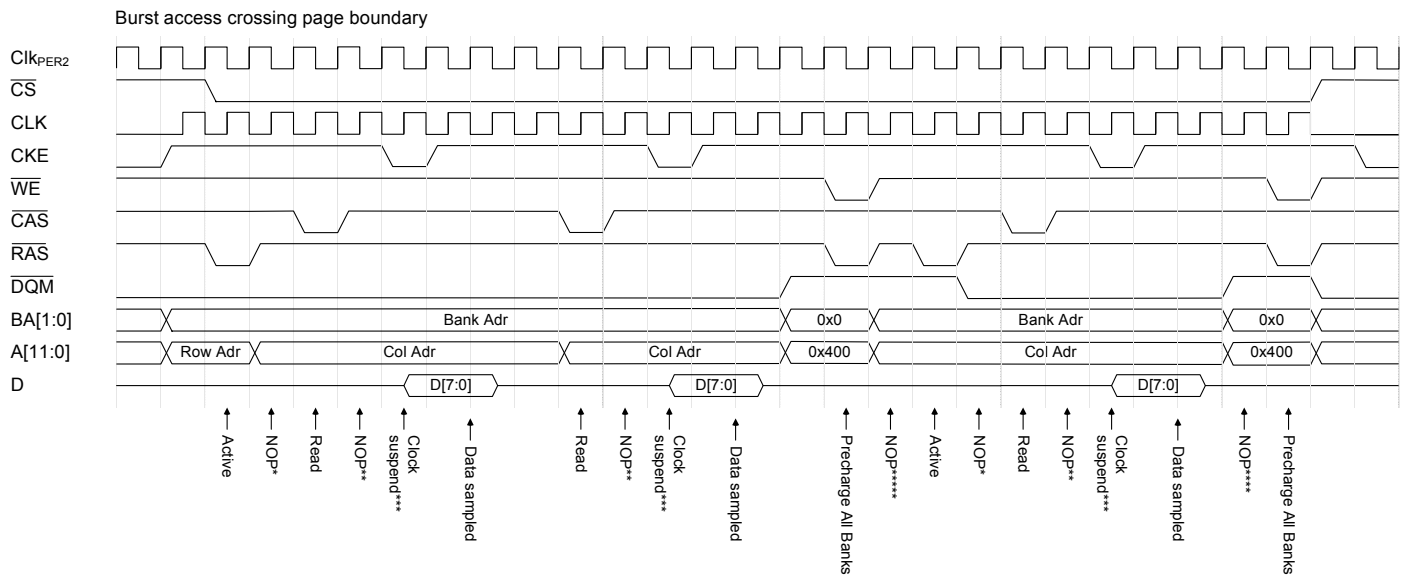 Burst access crossing page boundary
ClkPER2
CS
CLK
CKE
WE
CAS
RAS
DQM
BA[1:0] Bank Adr 0x0 Bank Adr 0x0
A[11:0] Row Adr Col Adr Col Adr 0x400 Col Adr 0x400
D D[7:0] D[7:0] D[7:0]
Active
NOP*
Read
NOP**
Clock
suspend***
Data sampled
Read
NOP**
Clock
suspend***
Data sampled
Precharge All Banks
NOP*****
Active
NOP*
Read
NOP**
Clock
suspend***
Data sampled
NOP****
Precharge All Banks